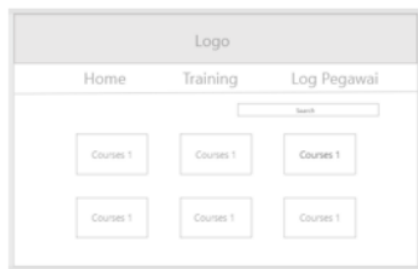 Logo
Home Training Log Pegawai
Search
Courses 1 Courses 1 Courses 1
Courses 1 Courses 1 Courses 1